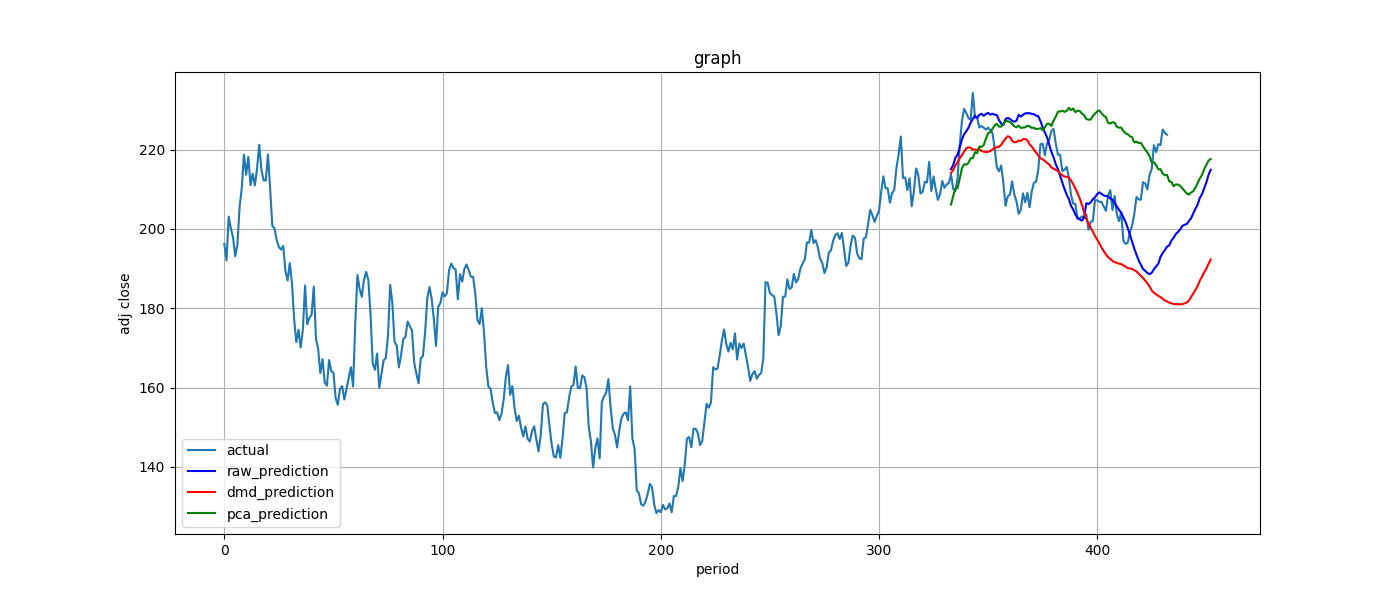 graph
adj close
220
200
180
160
140
actual
raw_prediction
dmd_prediction
pca_prediction
0 100 200 300 400
period